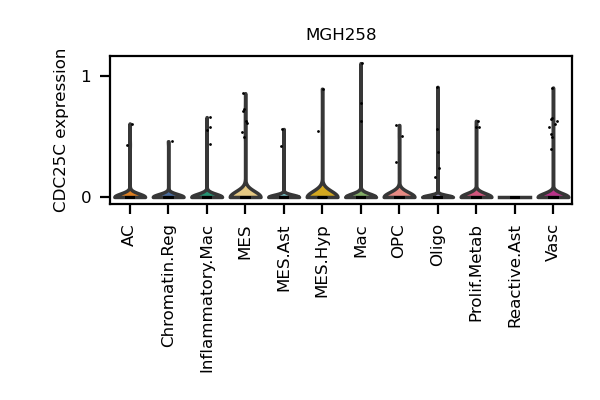 MGH258
CDC25C expression
1
0
AC
Chromatin.Reg
Inflammatory.Mac
MES
MES.Ast
MES.Hyp
Mac
OPC
Oligo
Prolif.Metab
Reactive.Ast
Vasc